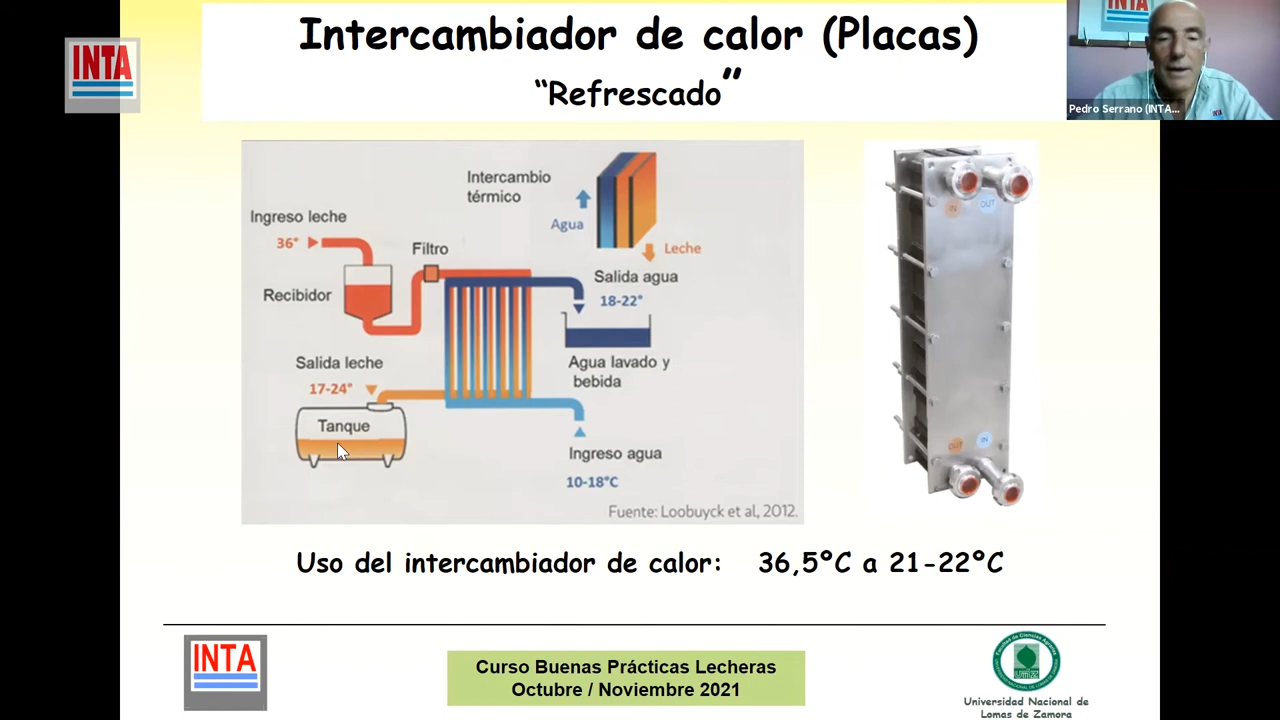 Intercambiador de calor (Placas)
“Refrescado”
INTA
INTA
Pedro Serrano (INTA...
Intercambio
térmico
Agua
Leche
Ingreso leche
36°
Filtro
Recibidor
Salida agua
18-22°
Salida leche
17-24°
Agua lavado y
bebida
Tanque
Ingreso agua
10-18°C
Fuente: Loobuyck et al, 2012.
IN
OUT
OUT
IN
Uso del intercambiador de calor: 36,5ºC a 21-22ºC
INTA
Curso Buenas Prácticas Lecheras
Octubre / Noviembre 2021
Universidad Nacional de
Lomas de Zamora